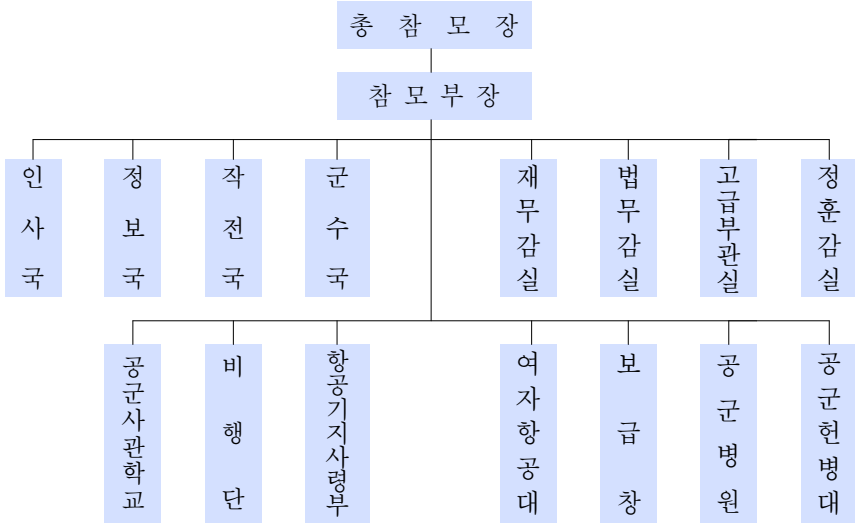 총 참 모 장
참 모 부 장
인사국
정보국
작전국
군수국
재무감실
법무감실
고급부관실
정훈감실
공군사관학교
비행단
항공기지사령부
여자항공대
보급창
공군병원
공군헌병대